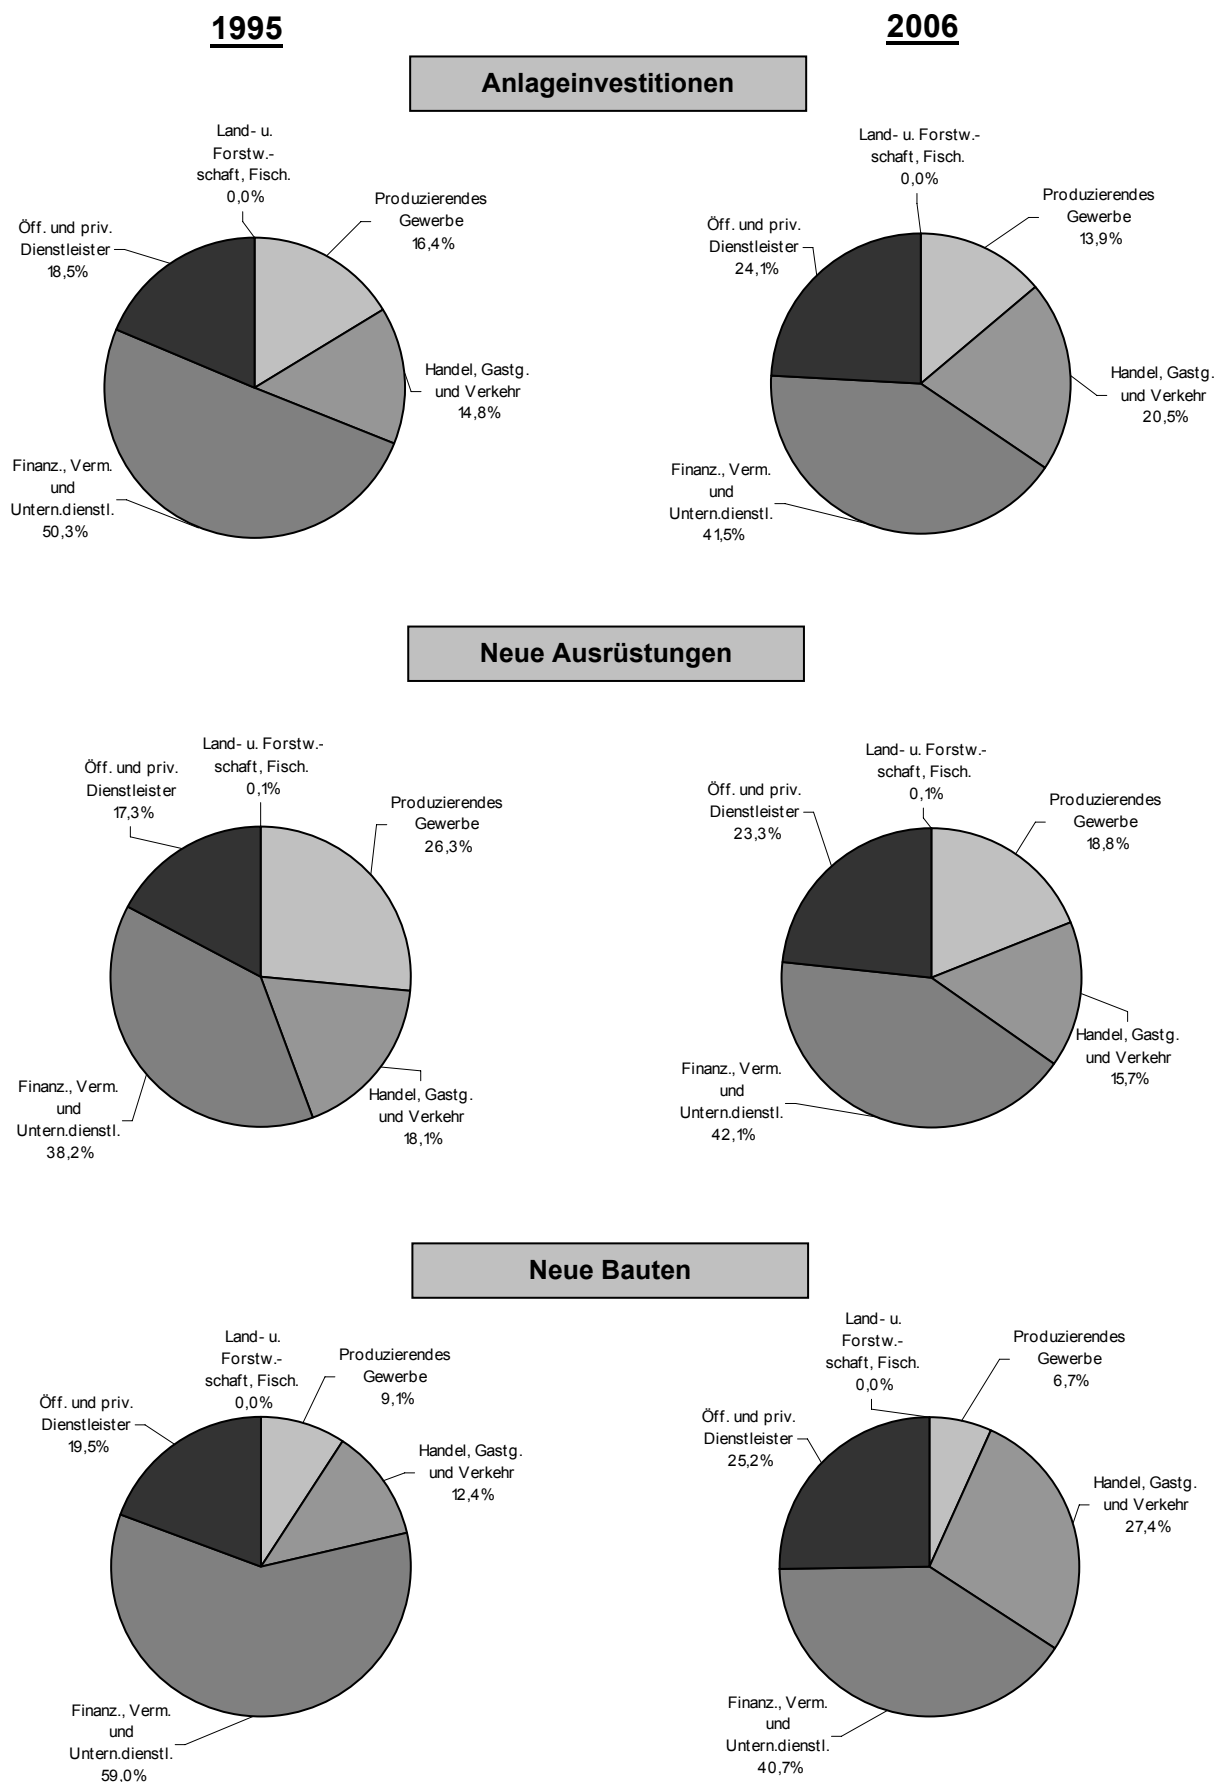 1995
2006
Anlageinvestitionen
Land- u.
Forstw.-
schaft, Fisch.
0,0%
Produzierendes
Gewerbe
16,4%
Öff. und priv.
Dienstleister
18,5%
Handel, Gastg.
und Verkehr
14,8%
Finanz., Verm.
und
Untern.dienstl.
50,3%
Land- u. Forstw.-
schaft, Fisch.
0,0%
Produzierendes
Gewerbe
13,9%
Öff. und priv.
Dienstleister
24,1%
Handel, Gastg.
und Verkehr
20,5%
Finanz., Verm.
und
Untern.dienstl.
41,5%
Neue Ausrüstungen
Land- u. Forstw.-
schaft, Fisch.
0,1%
Öff. und priv.
Dienstleister
17,3%
Produzierendes
Gewerbe
26,3%
Handel, Gastg.
und Verkehr
18,1%
Finanz., Verm.
und
Untern.dienstl.
38,2%
Land- u. Forstw.-
schaft, Fisch.
0,1%
Öff. und priv.
Dienstleister
23,3%
Produzierendes
Gewerbe
18,8%
Handel, Gastg.
und Verkehr
15,7%
Finanz., Verm.
und
Untern.dienstl.
42,1%
Neue Bauten
Land- u.
Forstw.-
schaft, Fisch.
0,0%
Produzierendes
Gewerbe
9,1%
Öff. und priv.
Dienstleister
19,5%
Handel, Gastg.
und Verkehr
12,4%
Finanz., Verm.
und
Untern.dienstl.
59,0%
Land- u.
Forstw.-
schaft, Fisch.
0,0%
Produzierendes
Gewerbe
6,7%
Öff. und priv.
Dienstleister
25,2%
Handel, Gastg.
und Verkehr
27,4%
Finanz., Verm.
und
Untern.dienstl.
40,7%